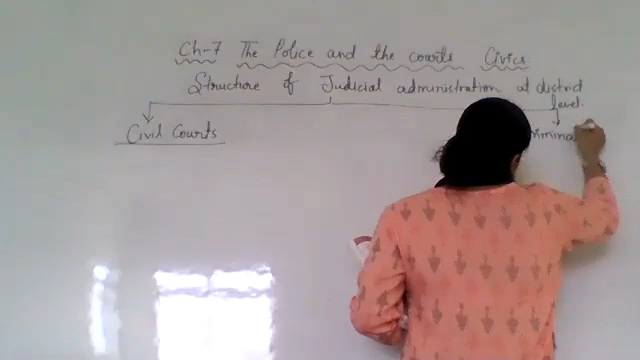 Ch-7 The Police and the courts Civics
Structure of Judicial administration at district
level.
Civil Courts